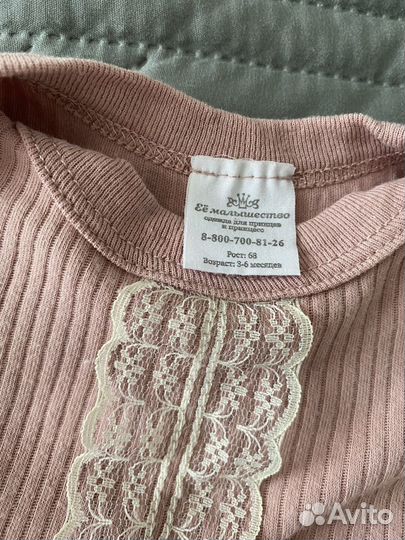 Её малышество
одежда для принцев
и принцесс
8-800-700-81-26
Рост: 68
Возраст: 3-6 месяцев
Avito